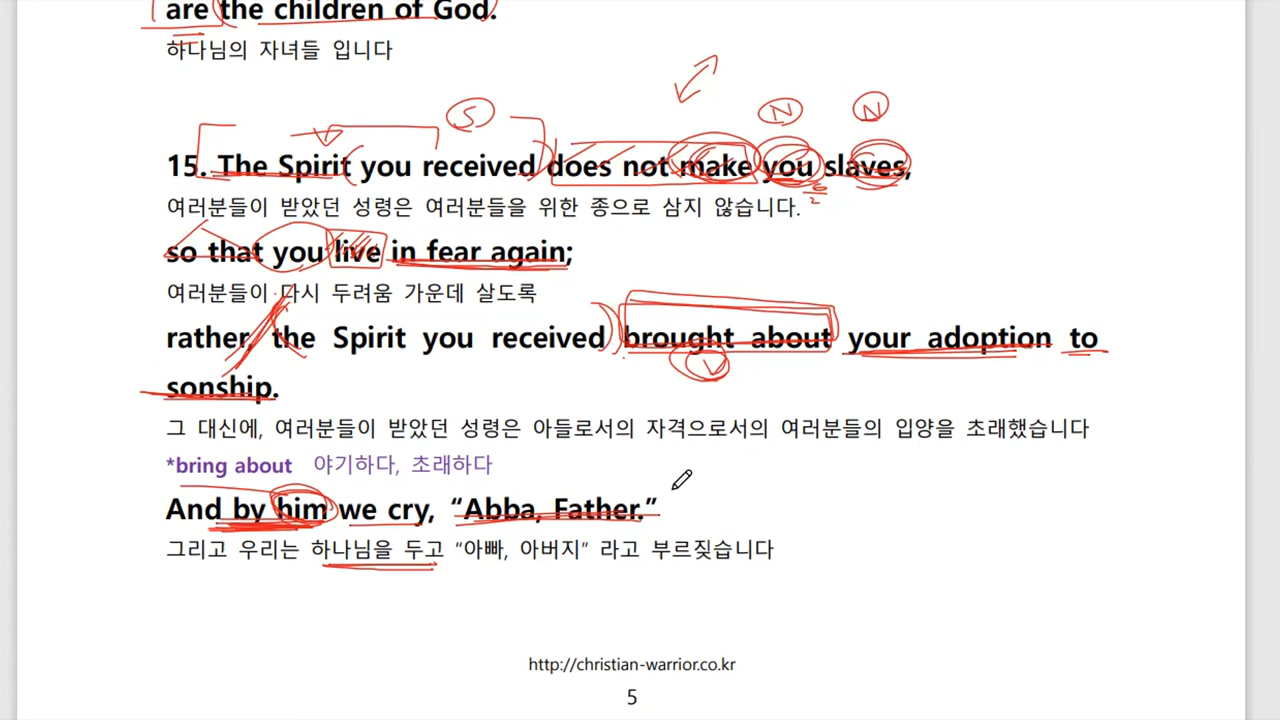 are the children of God.
하나님의 자녀들 입니다
S N N
15. The Spirit you received does not make you slaves,
여러분들이 받았던 성령은 여러분들을 위한 종으로 삼지 않습니다.
so that you live in fear again;
여러분들이 다시 두려움 가운데 살도록
rather, the Spirit you received brought about your adoption to
V
sonship.
그 대신에, 여러분들이 받았던 성령은 아들로서의 자격으로서의 여러분들의 입양을 초래했습니다
*bring about 야기하다, 초래하다
And by him we cry, “Abba, Father.”
그리고 우리는 하나님을 두고 “아빠, 아버지” 라고 부르짖습니다
http://christian-warrior.co.kr
5